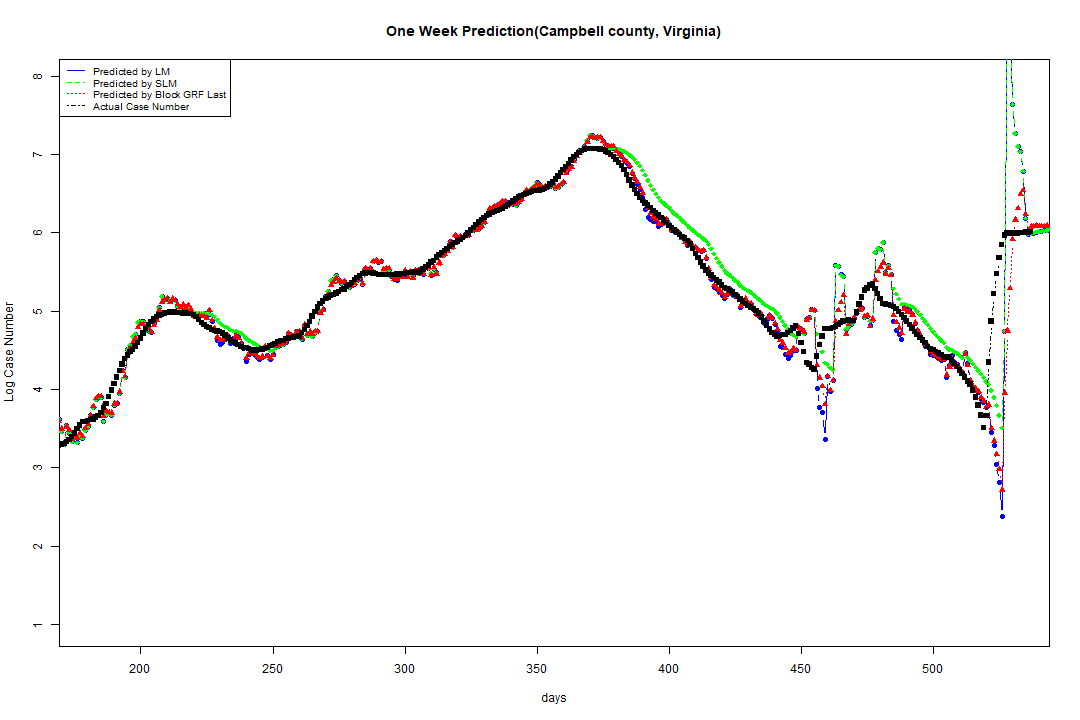 One Week Prediction(Campbell county, Virginia)
Predicted by LM
Predicted by SLM
Predicted by Block GRF Last
Actual Case Number
Log Case Number
8
7
6
5
4
3
2
1
200 250 300 350 400 450 500
days